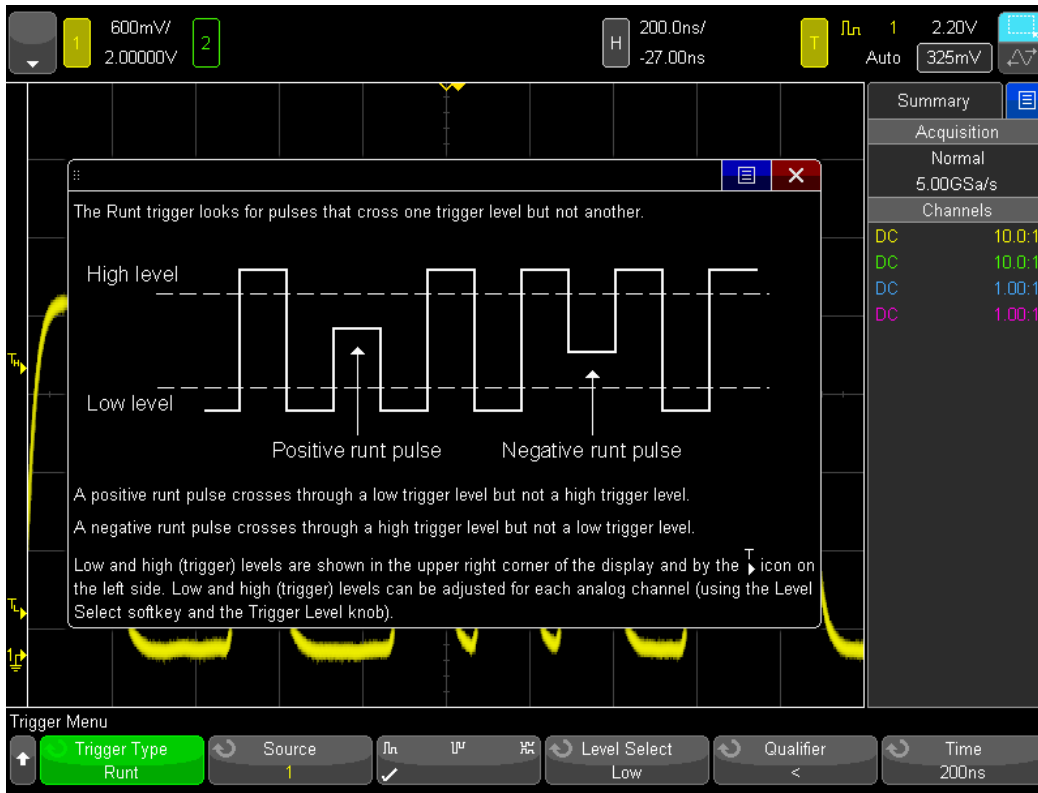 1
600mV/
2.00000V
2
H
200.0ns/
-27.00ns
T
1
2.20V
Auto
325mV
Summary
Acquisition
Normal
5.00GSa/s
Channels
DC 10.0:1
DC 10.0:1
DC 1.00:1
DC 1.00:1
The Runt trigger looks for pulses that cross one trigger level but not another.
High level
Low level
Positive runt pulse
Negative runt pulse
A positive runt pulse crosses through a low trigger level but not a high trigger level.
A negative runt pulse crosses through a high trigger level but not a low trigger level.
Low and high (trigger) levels are shown in the upper right corner of the display and by the T icon on
the left side. Low and high (trigger) levels can be adjusted for each analog channel (using the Level
Select softkey and the Trigger Level knob).
TH
TL
1
Trigger Menu
Trigger Type
Runt
Source
1
Level Select
Low
Qualifier
<
Time
200ns